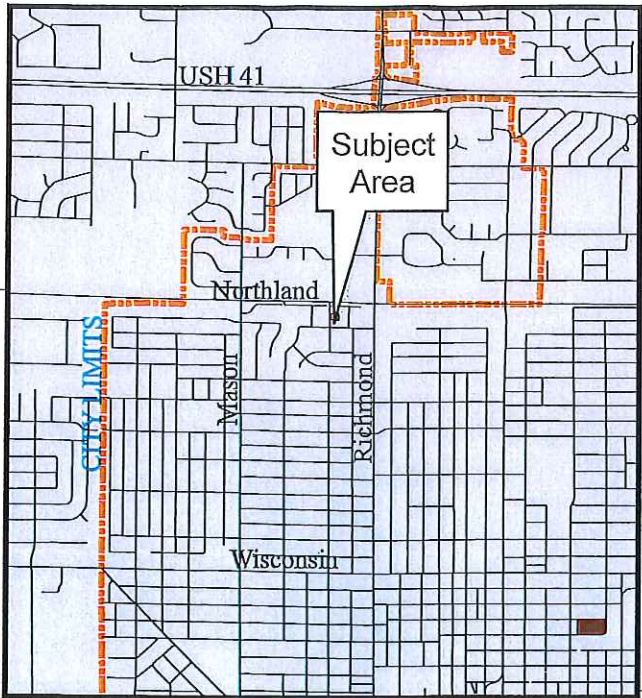 USH 41
Subject
Area
Northland
CITY LIMITS
Mason
Richmond
Wisconsin